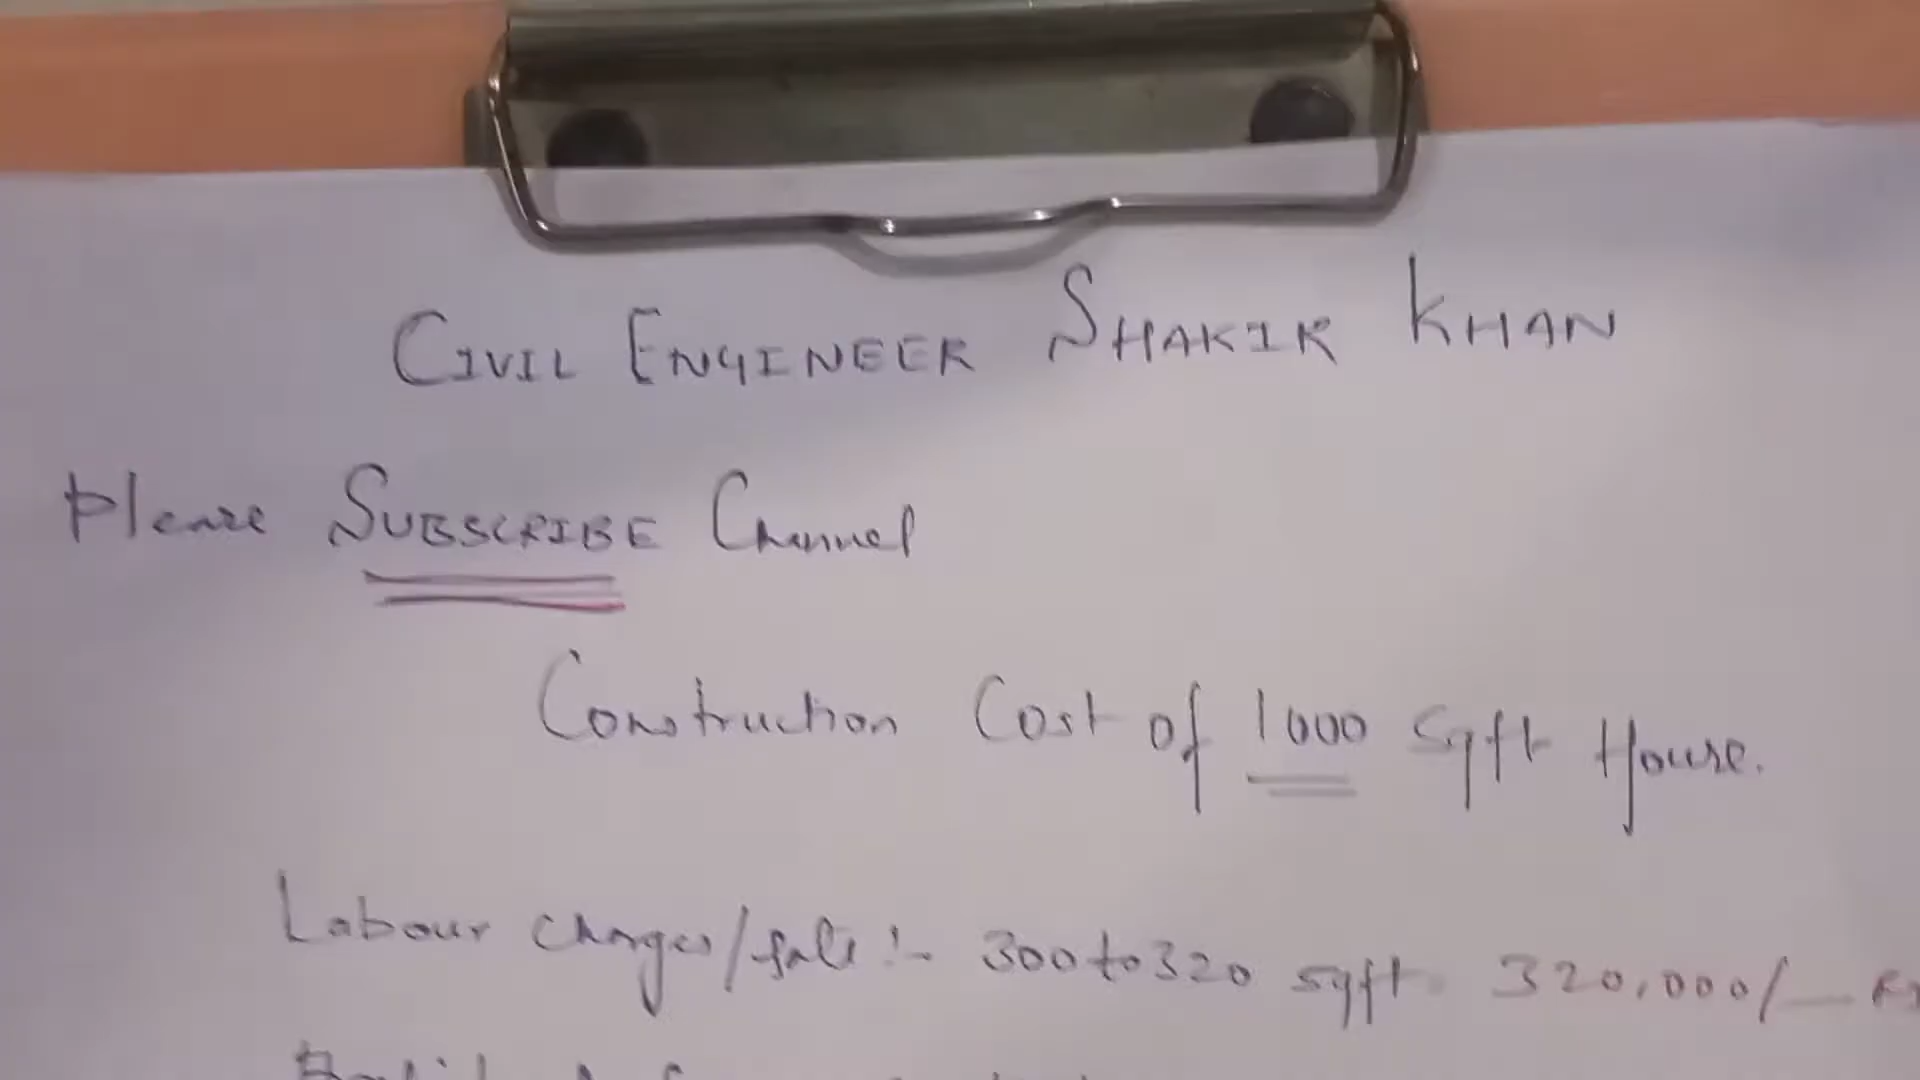 CIVIL ENGINEER SHAKIR KHAN
Please SUBSCRIBE Channel
Construction Cost of 1000 Sqft House.
Labour charges/ :- 300 to 320 sqft. 320,000/—